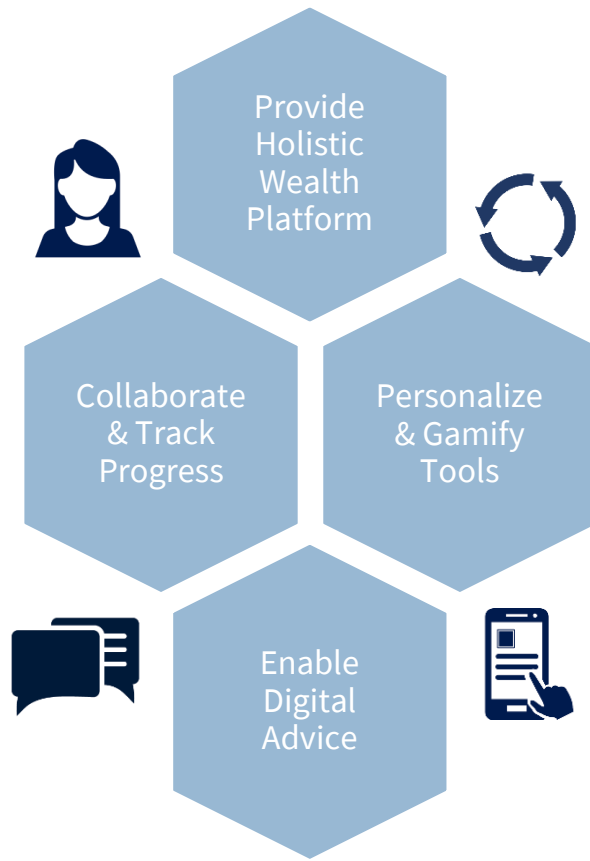 Provide
Holistic
Wealth
Platform
Collaborate
& Track
Progress
Personalize
& Gamify
Tools
Enable
Digital
Advice